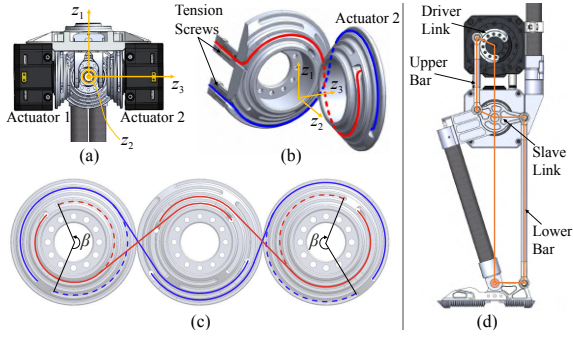 z1
z3
Actuator 1
Actuator 2
z2
(a)
Tension
Screws
Actuator 2
z1
z3
z2
(b)
β
β
(c)
Driver
Link
Upper
Bar
Slave
Link
Lower
Bar
(d)